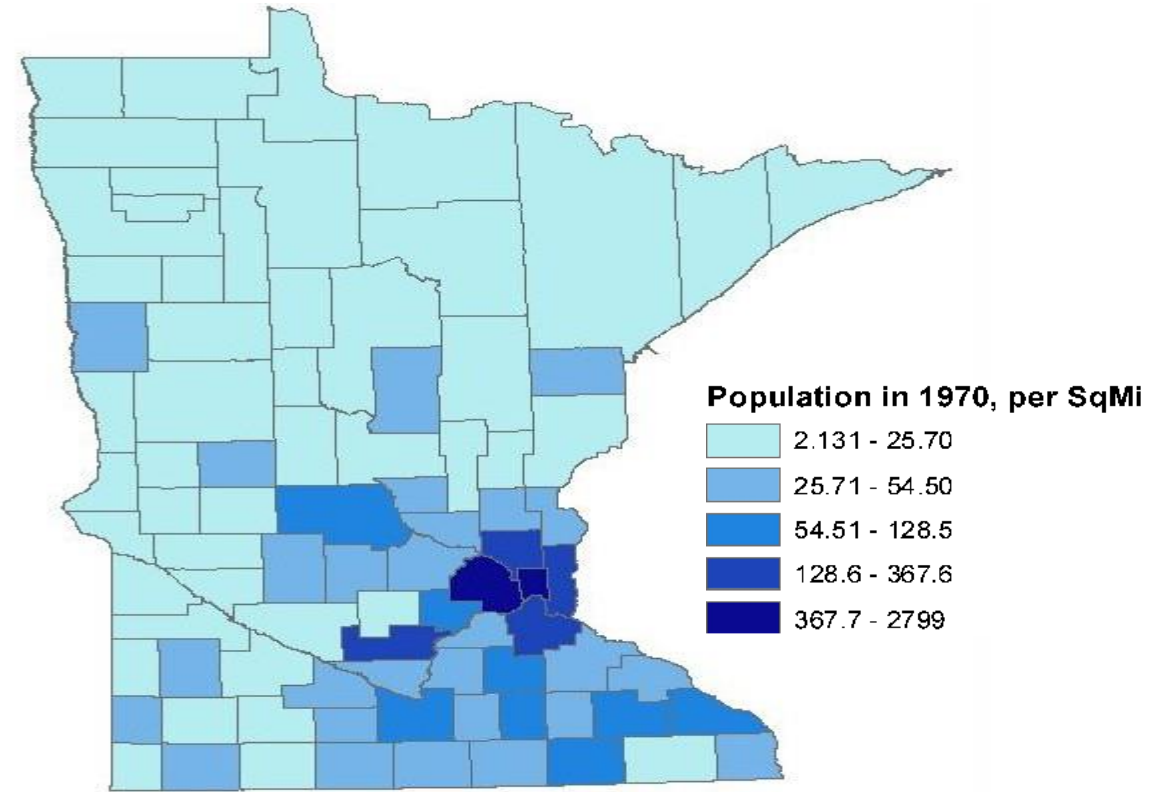 Population in 1970, per SqMi
2.131 - 25.70
25.71 - 54.50
54.51 - 128.5
128.6 - 367.6
367.7 - 2799